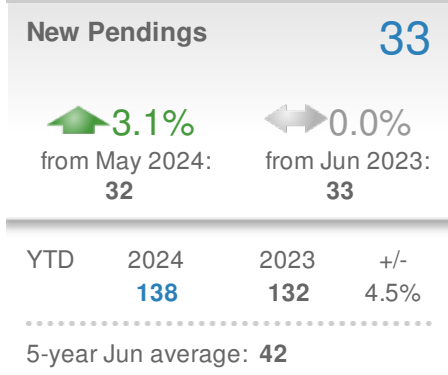 New Pendings 33
3.1% 0.0%
from May 2024: from Jun 2023:
32 33
YTD 2024 2023 +/-
138 132 4.5%
5-year Jun average: 42